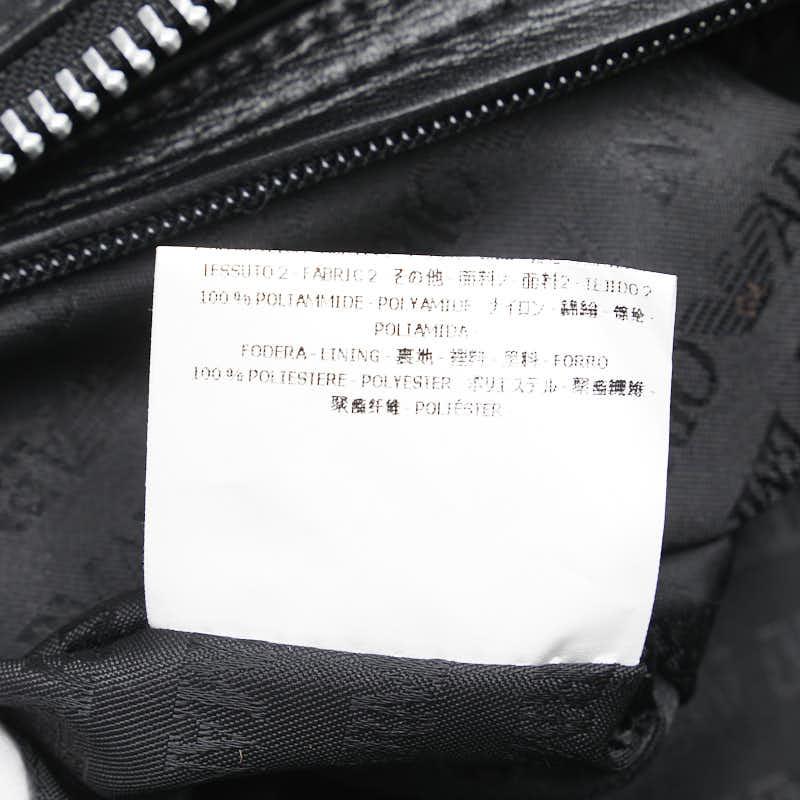 TESSUTO 2 - FABRIC 2 その他 - 面料2 - 面料2 - TEJIDO 2
100 % POLIAMMIDE - POLYAMIDE ナイロン - 錦綸 - 锦纶 -
POLIAMIDA
FODERA - LINING - 裏地 - 裡料 - 里料 - FORRO
100 % POLIESTERE - POLYESTER ポリエステル - 聚酯纖維 -
聚酯纤维 - POLIÉSTER